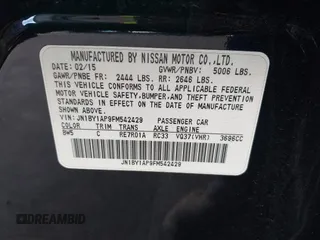 MANUFACTURED BY NISSAN MOTOR CO.,LTD.
DATE: 02/15 GVWR/PNBV: 5006 LBS.
GAWR/PNBE FR: 2444 LBS. RR: 2646 LBS.
THIS VEHICLE CONFORMS TO ALL APPLICABLE FEDERAL
MOTOR VEHICLE SAFETY,BUMPER,AND THEFT PREVENTION
STANDARDS IN EFFECT ON THE DATE OF MANUFACTURE
SHOWN ABOVE.
VIN: JN1BY1AP9FM542429 PASSENGER CAR
COLOR TRIM TRANS AXLE ENGINE
BW5 C RE7R01A RC33 VQ37(VHR) 3696CC
JN1BY1AP9FM542429
© DREAMBID